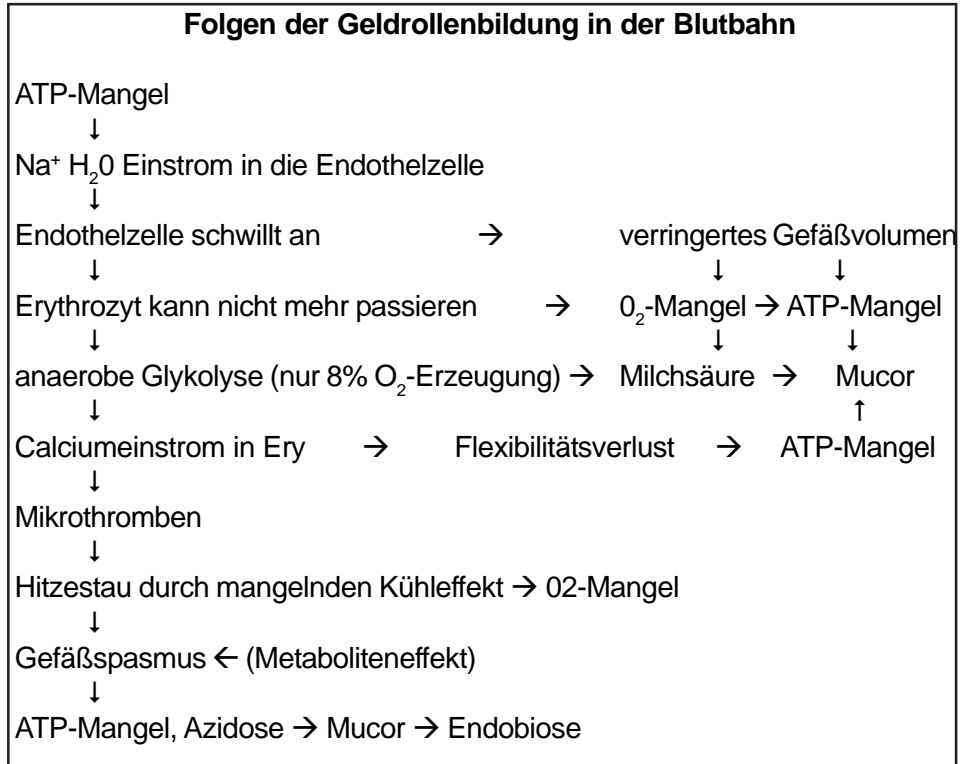 Folgen der Geldrollenbildung in der Blutbahn
ATP-Mangel
↓
Na⁺ H₂0 Einstrom in die Endothelzelle
↓
Endothelzelle schwillt an → verringertes Gefäßvolumen
↓ ↓ ↓
Erythrozyt kann nicht mehr passieren → 0₂-Mangel → ATP-Mangel
↓ ↓ ↓
anaerobe Glykolyse (nur 8% O₂-Erzeugung) → Milchsäure → Mucor
↓ ↑
Calciumeinstrom in Ery → Flexibilitätsverlust → ATP-Mangel
↓
Mikrothromben
↓
Hitzestau durch mangelnden Kühleffekt → 02-Mangel
↓
Gefäßspasmus ← (Metaboliteneffekt)
↓
ATP-Mangel, Azidose → Mucor → Endobiose